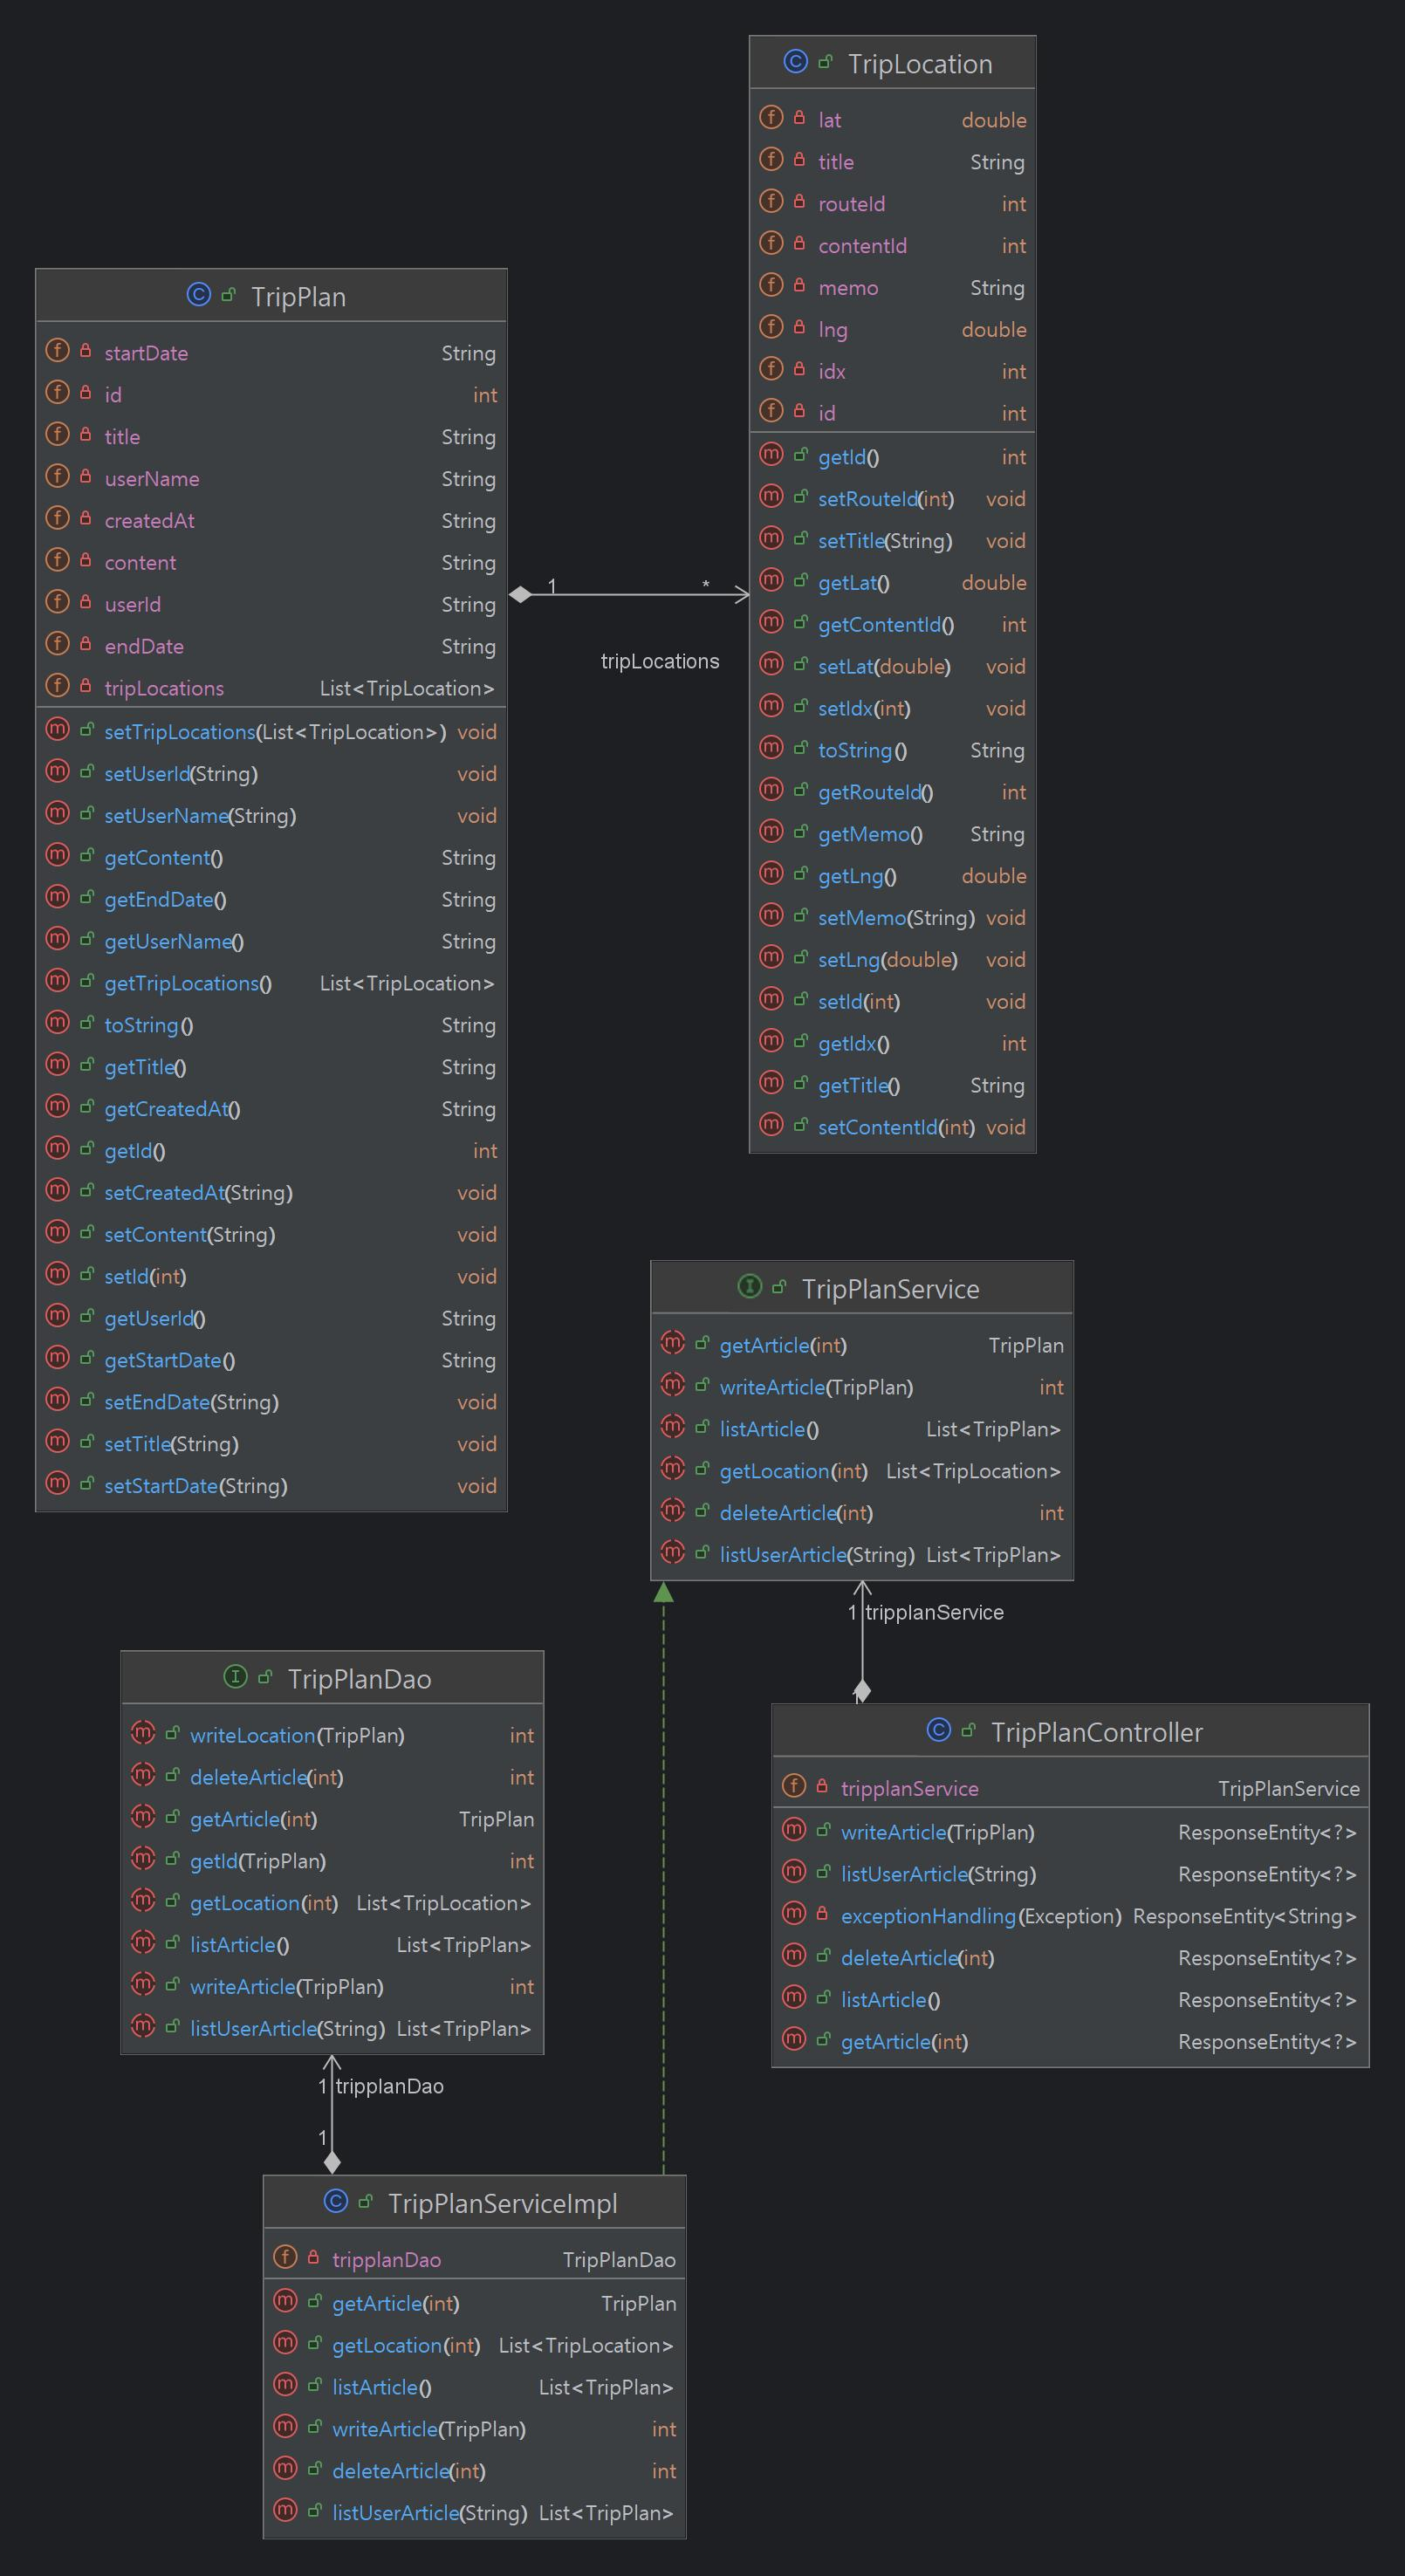 TripLocation
lat double
title String
routeId int
contentId int
memo String
lng double
idx int
id int
getId() int
setRouteId(int) void
setTitle(String) void
getLat() double
getContentId() int
setLat(double) void
setIdx(int) void
toString() String
getRouteId() int
getMemo() String
getLng() double
setMemo(String) void
setLng(double) void
setId(int) void
getIdx() int
getTitle() String
setContentId(int) void
TripPlan
startDate String
id int
title String
userName String
createdAt String
content String
userId String
endDate String
tripLocations List<TripLocation>
setTripLocations(List<TripLocation>) void
setUserId(String) void
setUserName(String) void
getContent() String
getEndDate() String
getUserName() String
getTripLocations() List<TripLocation>
toString() String
getTitle() String
getCreatedAt() String
getId() int
setCreatedAt(String) void
setContent(String) void
setId(int) void
getUserId() String
getStartDate() String
setEndDate(String) void
setTitle(String) void
setStartDate(String) void
1 *
tripLocations
TripPlanService
getArticle(int) TripPlan
writeArticle(TripPlan) int
listArticle() List<TripPlan>
getLocation(int) List<TripLocation>
deleteArticle(int) int
listUserArticle(String) List<TripPlan>
1 tripplanService
1
TripPlanController
tripplanService TripPlanService
writeArticle(TripPlan) ResponseEntity<?>
listUserArticle(String) ResponseEntity<?>
exceptionHandling(Exception) ResponseEntity<String>
deleteArticle(int) ResponseEntity<?>
listArticle() ResponseEntity<?>
getArticle(int) ResponseEntity<?>
TripPlanDao
writeLocation(TripPlan) int
deleteArticle(int) int
getArticle(int) TripPlan
getId(TripPlan) int
getLocation(int) List<TripLocation>
listArticle() List<TripPlan>
writeArticle(TripPlan) int
listUserArticle(String) List<TripPlan>
1 tripplanDao
1
TripPlanServiceImpl
tripplanDao TripPlanDao
getArticle(int) TripPlan
getLocation(int) List<TripLocation>
listArticle() List<TripPlan>
writeArticle(TripPlan) int
deleteArticle(int) int
listUserArticle(String) List<TripPlan>